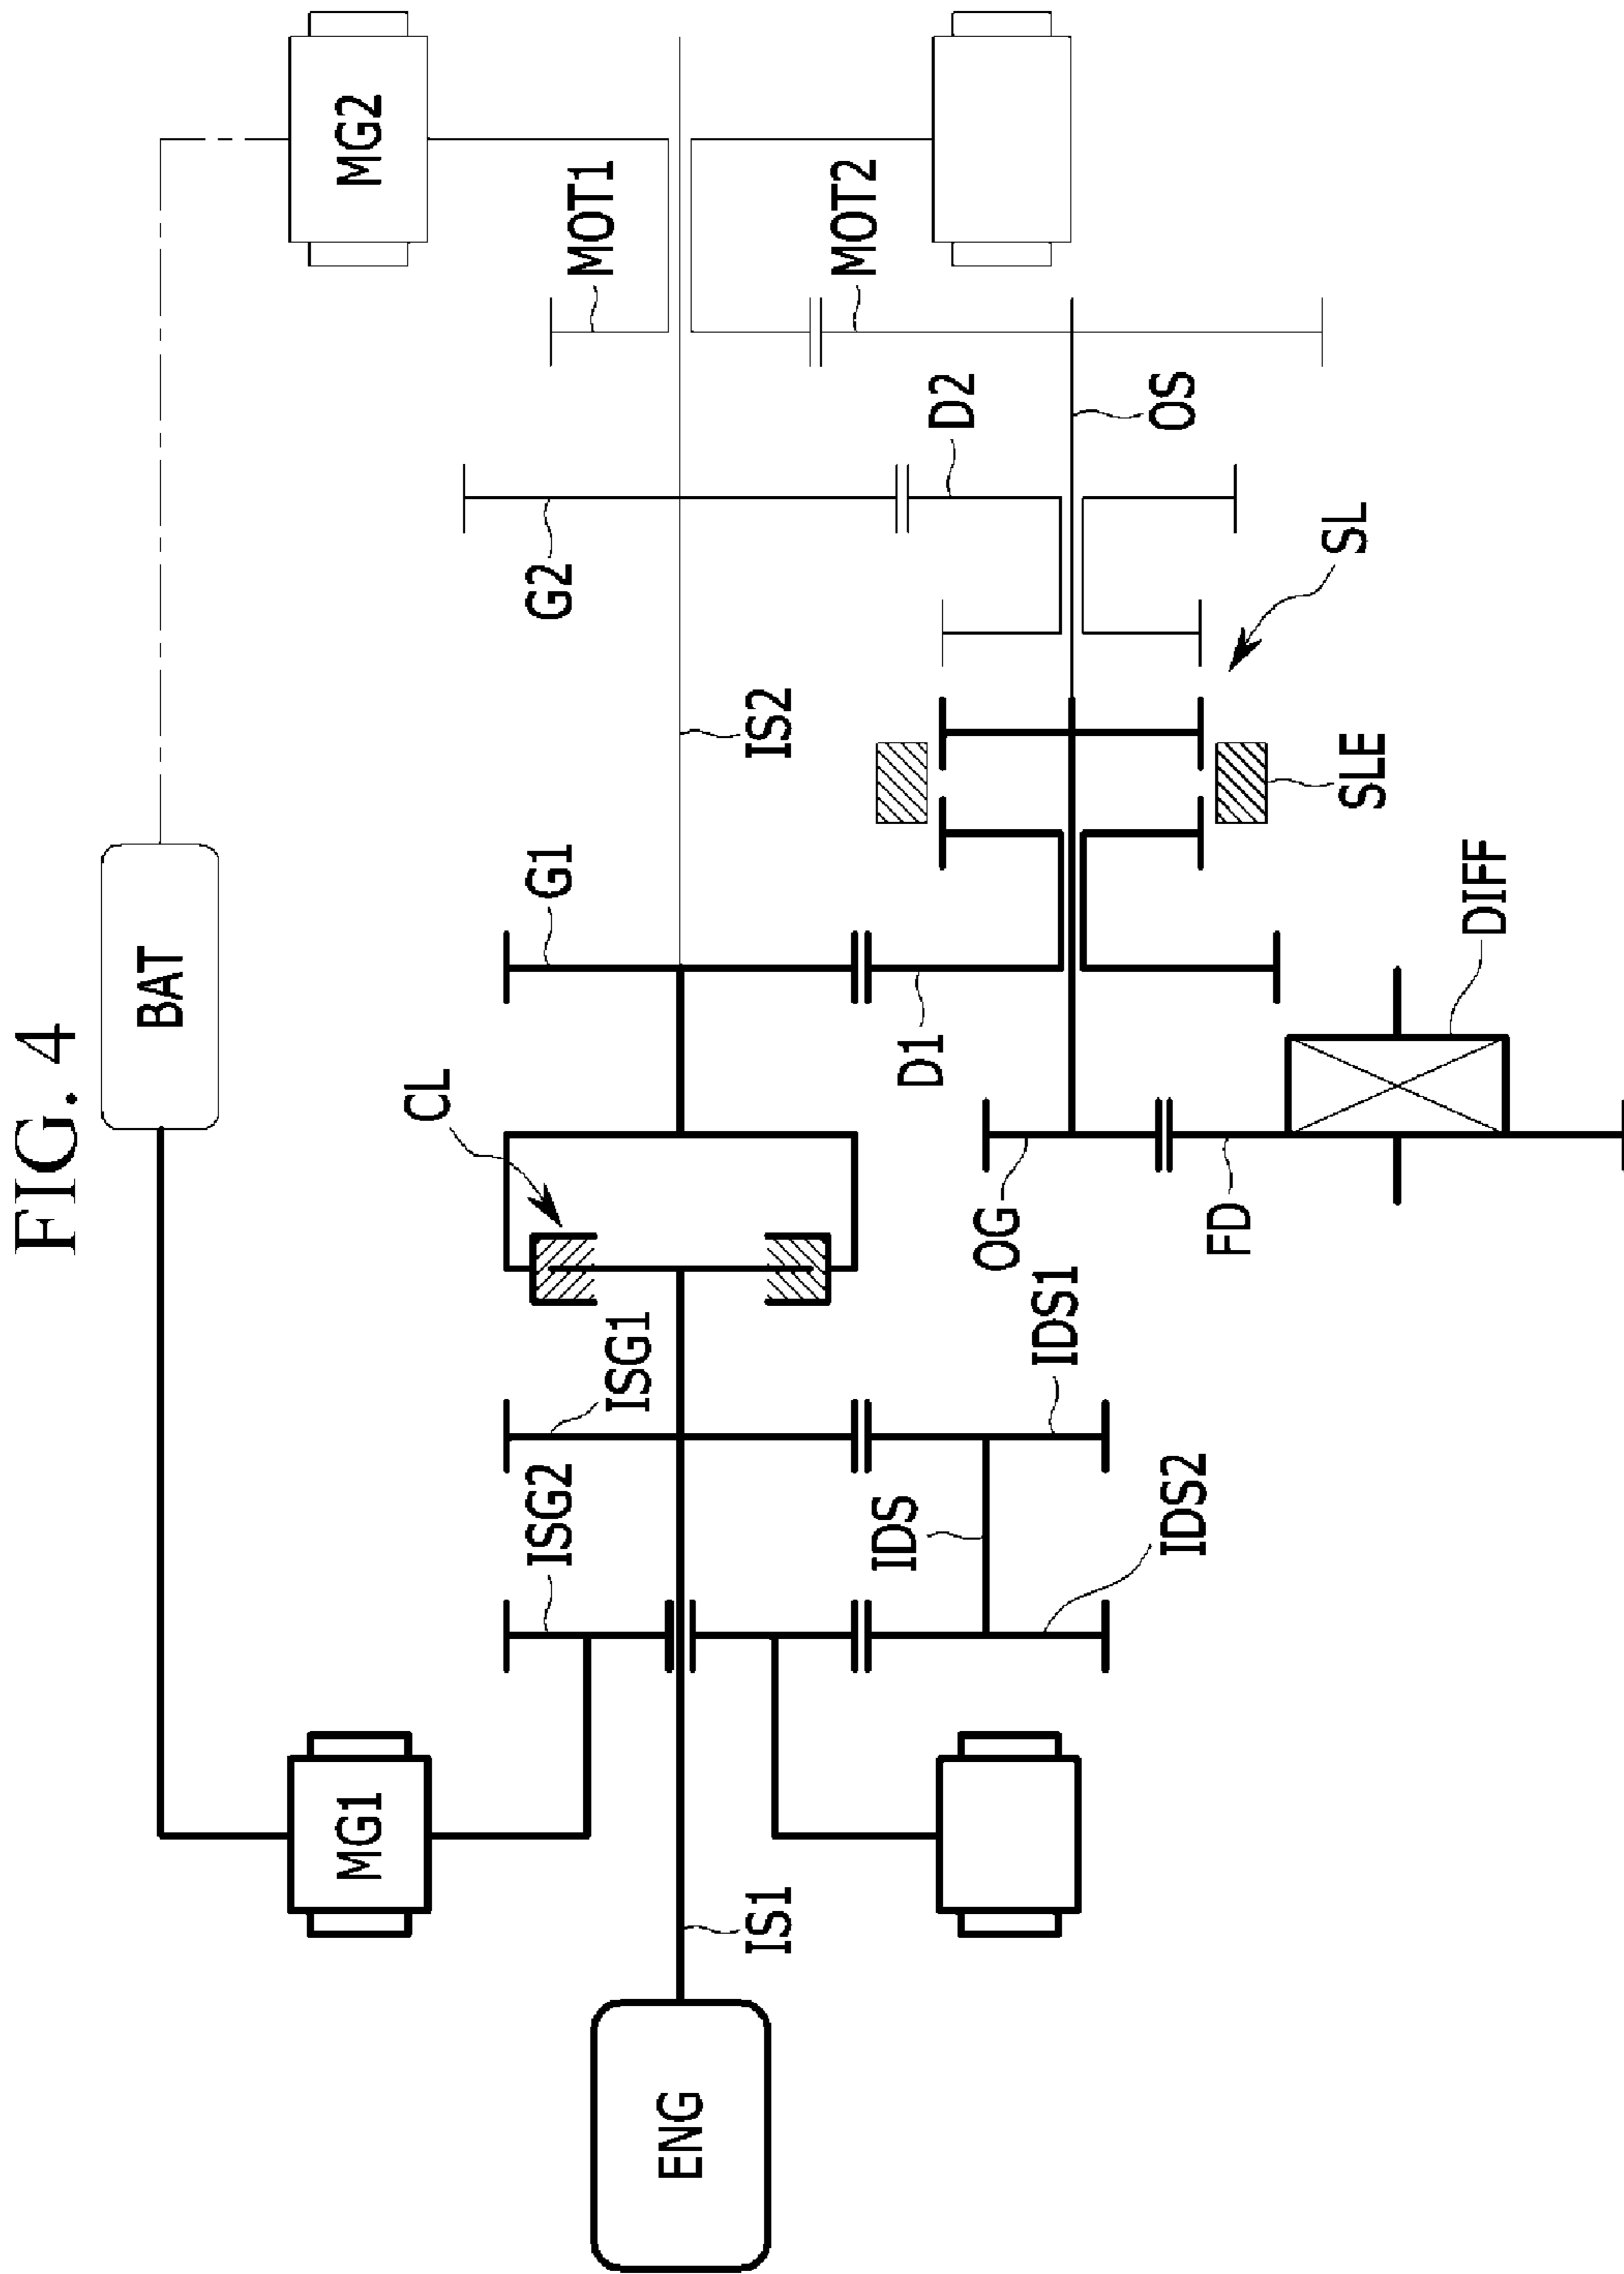 FIG. 4
BAT
MG1
MG2
CL
ISG2
ISG1
G1
G2
MOT1
ENG
IS1
IS2
MOT2
IDS
D1
D2
IDS2
IDS1
OG
OS
FD
SLE
SL
DIFF